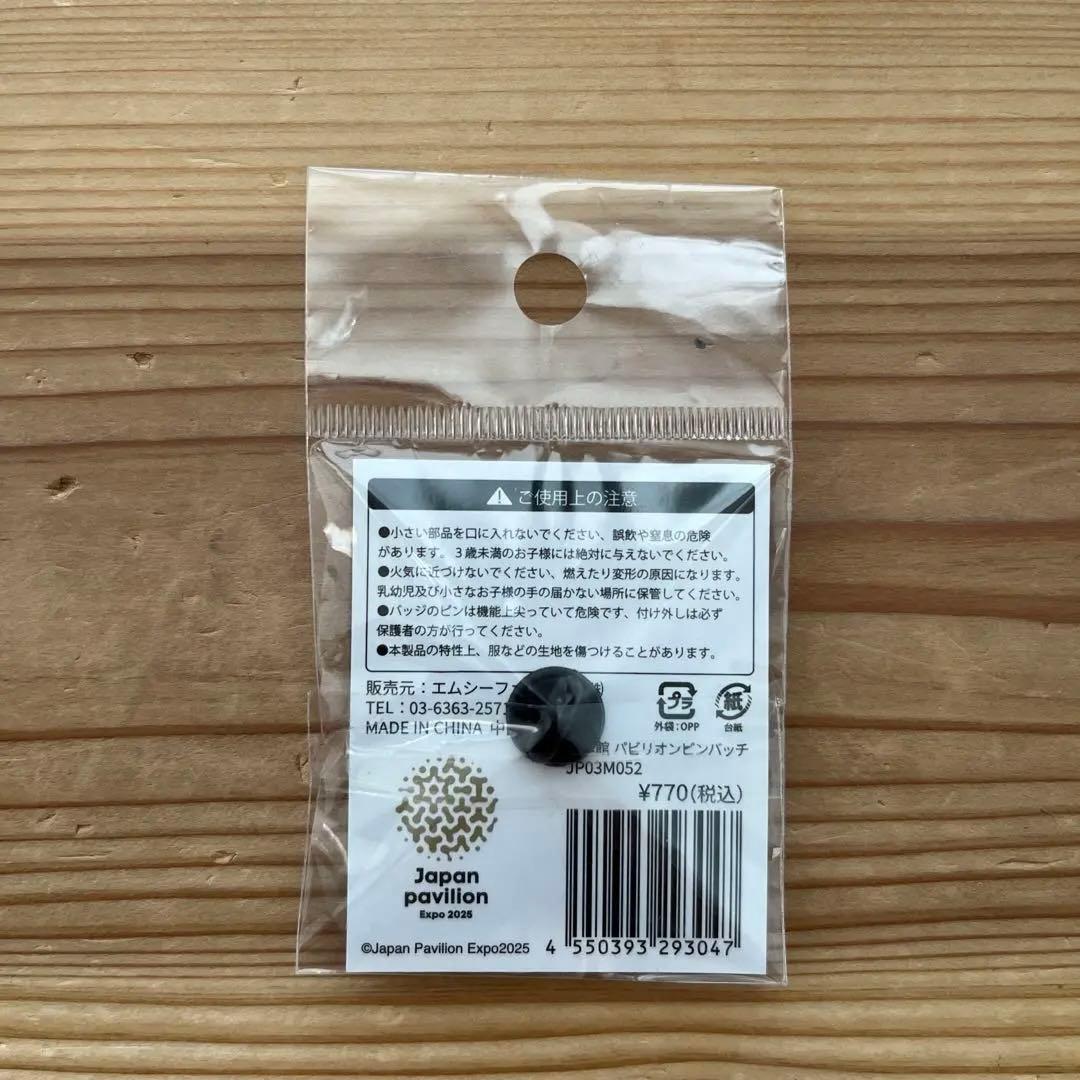 ご使用上の注意
●小さい部品を口に入れないでください、誤飲や窒息の危険
があります。３歳未満のお子様には絶対に与えないでください。
●火気に近づけないでください、燃えたり変形の原因になります。
乳幼児及び小さなお子様の手の届かない場所に保管してください。
●バッジのピンは機能上尖っていて危険です、付け外しは必ず
保護者の方が行ってください。
●本製品の特性上、服などの生地を傷つけることがあります。
販売元：エムシーファ
TEL：03-6363-2571
MADE IN CHINA 中
プラ
外袋：OPP
紙
台紙
館 パビリオンピンバッチ
JP03M052
¥770(税込)
Japan
pavilion
Expo 2025
©Japan Pavilion Expo2025
4 550393 293047